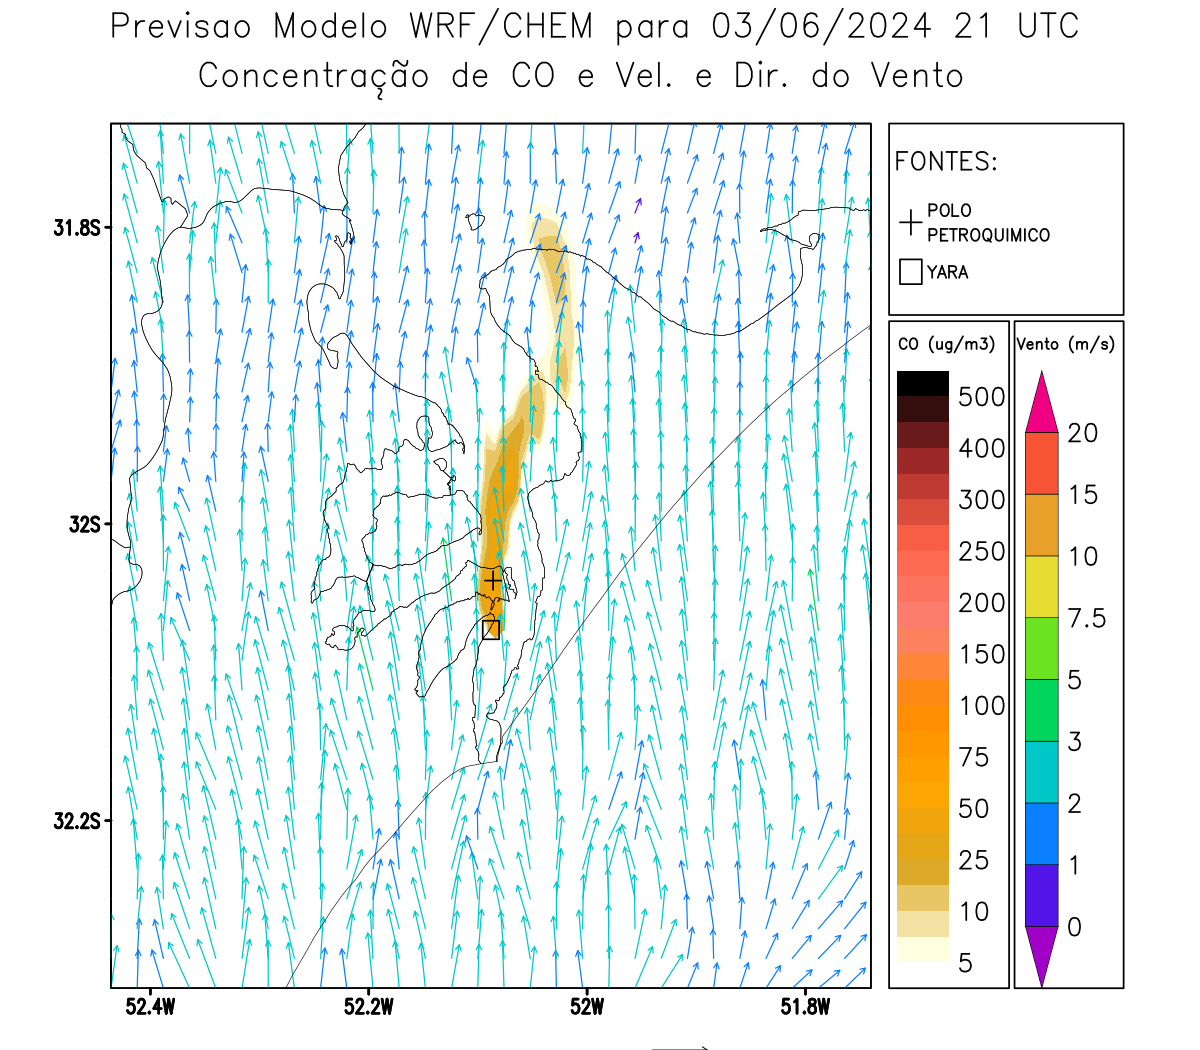 Previsao Modelo WRF/CHEM para 03/06/2024 21 UTC
Concentração de CO e Vel. e Dir. do Vento
FONTES:
POLO
PETROQUIMICO
YARA
CO (ug/m3)
500
400
300
250
200
150
100
75
50
25
10
5
Vento (m/s)
20
15
10
7.5
5
3
2
1
0
31.8S
32S
32.2S
52.4W
52.2W
52W
51.8W